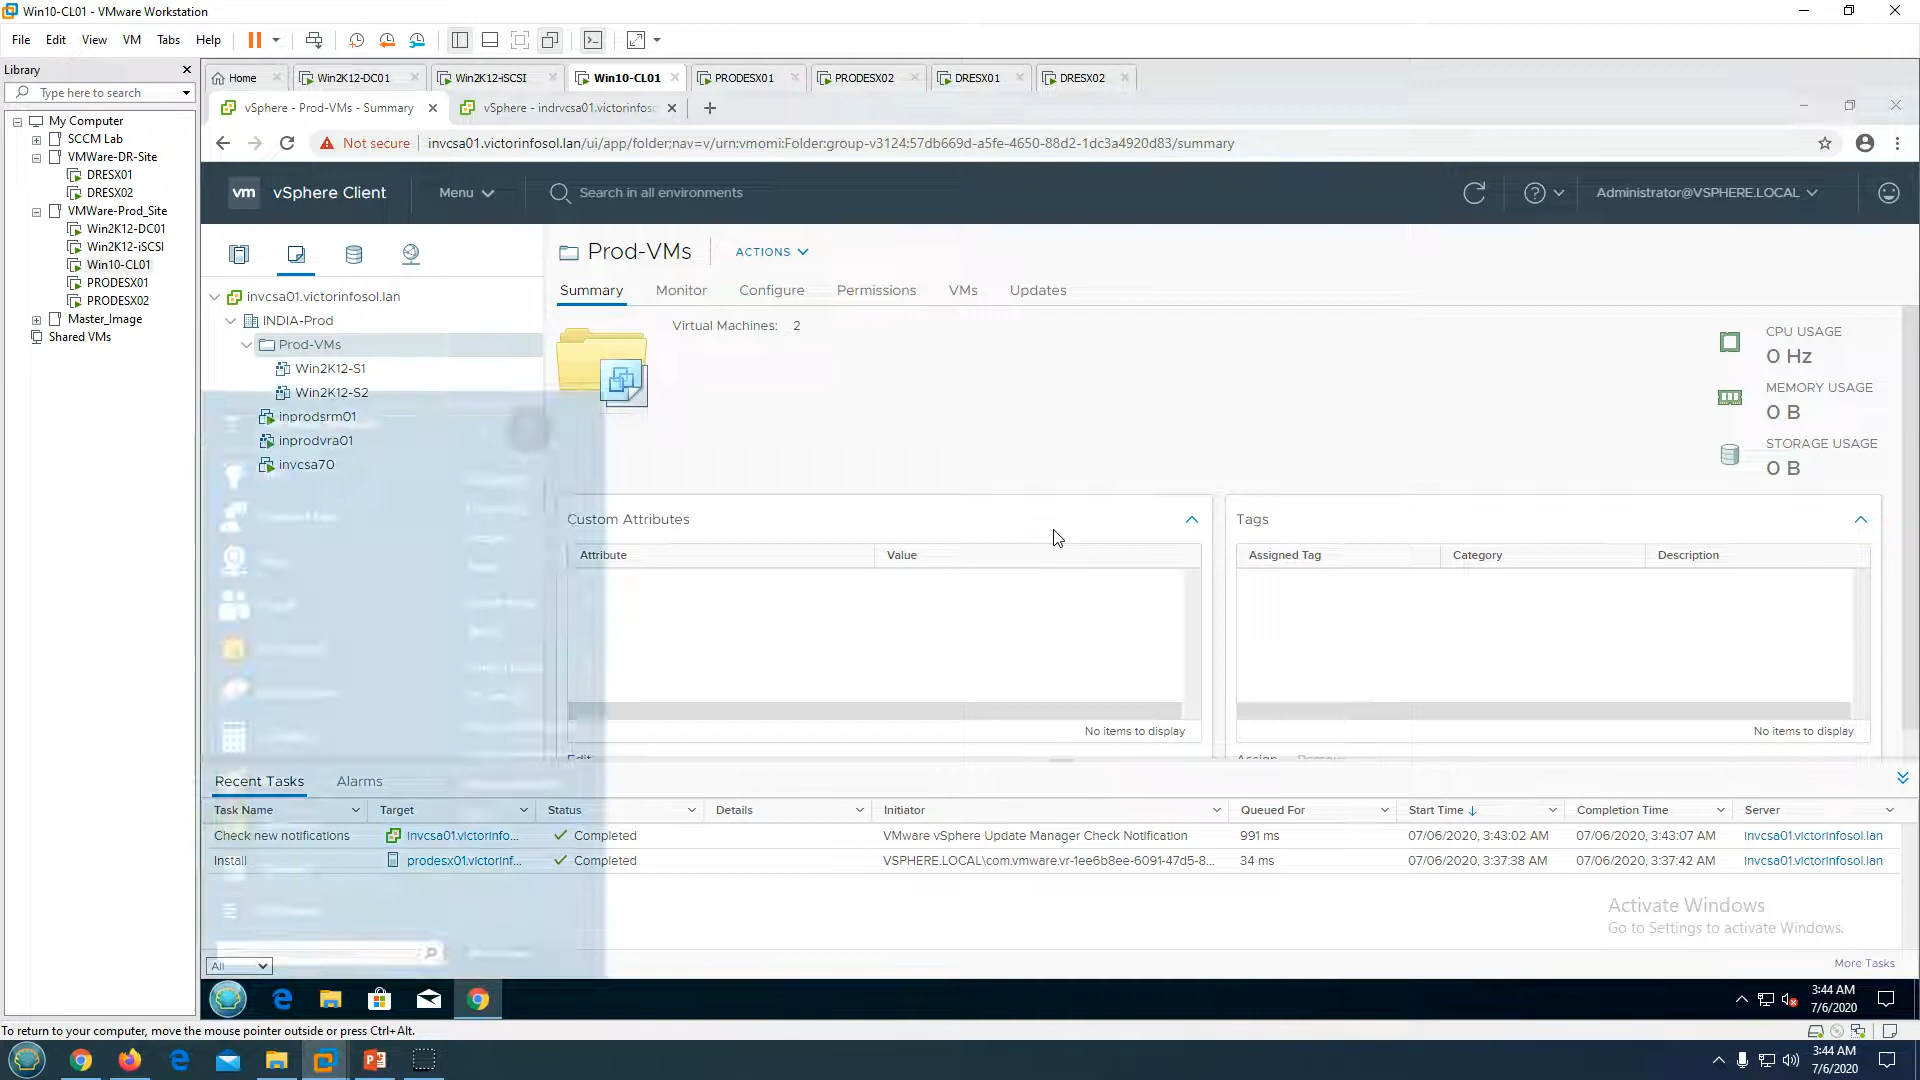 Win10-CL01 - VMware Workstation
File Edit View VM Tabs Help
Library
Type here to search
My Computer
SCCM Lab
VMWare-DR-Site
DRESX01
DRESX02
VMWare-Prod_Site
Win2K12-DC01
Win2K12-iSCSI
Win10-CL01
PRODESX01
PRODESX02
Master_Image
Shared VMs
Home Win2K12-DC01 Win2K12-iSCSI Win10-CL01 PRODESX01 PRODESX02 DRESX01 DRESX02
vSphere - Prod-VMs - Summary vSphere - indrvcsa01.victorinfoso
Not secure invcsa01.victorinfosol.lan/ui/app/folder;nav=v/urn:vmomi:Folder:group-v3124:57db669d-a5fe-4650-88d2-1dc3a4920d83/summary
vm vSphere Client Menu Search in all environments Administrator@VSPHERE.LOCAL
invcsa01.victorinfosol.lan
INDIA-Prod
Prod-VMs
Win2K12-S1
Win2K12-S2
inprodsrm01
inprodvra01
invcsa70
Prod-VMs ACTIONS
Summary Monitor Configure Permissions VMs Updates
Virtual Machines: 2
CPU USAGE
0 Hz
MEMORY USAGE
0 B
STORAGE USAGE
0 B
Custom Attributes
Attribute Value
No items to display
Edit
Tags
Assigned Tag Category Description
No items to display
Assign Remove
Recent Tasks Alarms
Task Name Target Status Details Initiator Queued For Start Time Completion Time Server
Check new notifications invcsa01.victorinfo... Completed VMware vSphere Update Manager Check Notification 991 ms 07/06/2020, 3:43:02 AM 07/06/2020, 3:43:07 AM invcsa01.victorinfosol.lan
Install prodesx01.victorinf... Completed VSPHERE.LOCAL\com.vmware.vr-1ee6b8ee-6091-47d5-8... 34 ms 07/06/2020, 3:37:38 AM 07/06/2020, 3:37:42 AM invcsa01.victorinfosol.lan
Activate Windows
Go to Settings to activate Windows.
All
More Tasks
3:44 AM
7/6/2020
To return to your computer, move the mouse pointer outside or press Ctrl+Alt.
3:44 AM
7/6/2020